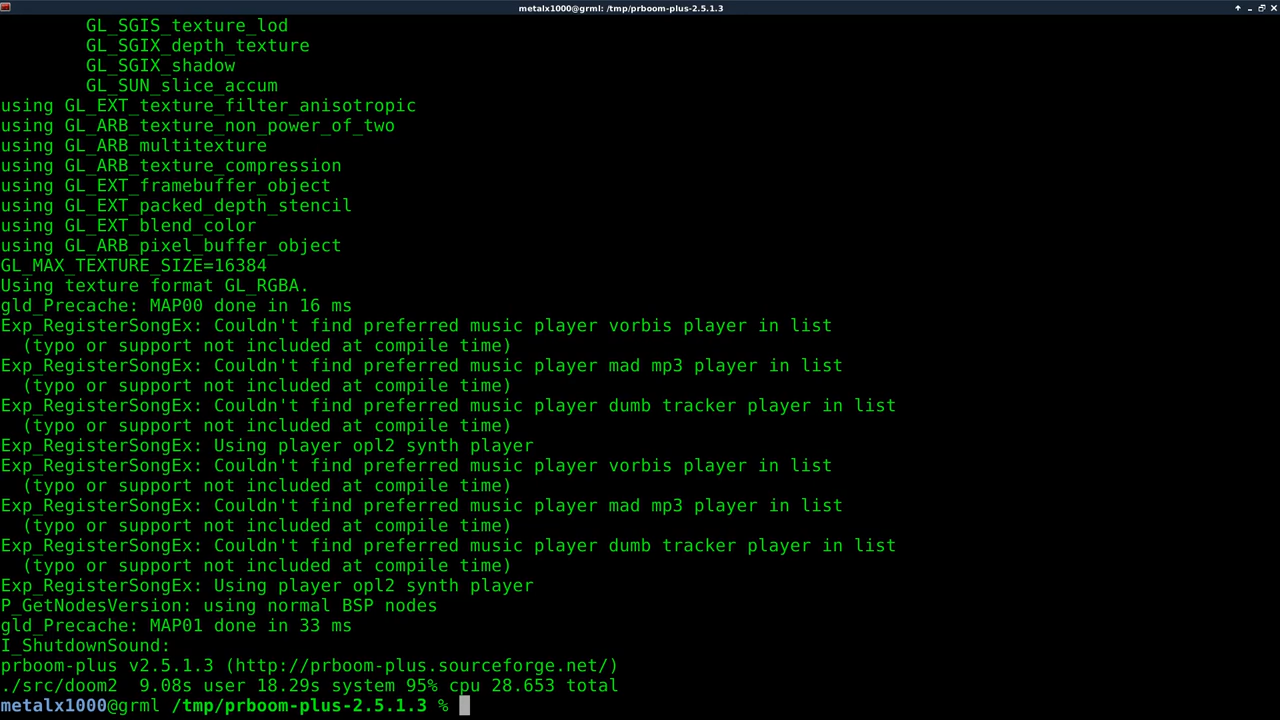 metalx1000@grml: /tmp/prboom-plus-2.5.1.3
GL_SGIS_texture_lod
GL_SGIX_depth_texture
GL_SGIX_shadow
GL_SUN_slice_accum
using GL_EXT_texture_filter_anisotropic
using GL_ARB_texture_non_power_of_two
using GL_ARB_multitexture
using GL_ARB_texture_compression
using GL_EXT_framebuffer_object
using GL_EXT_packed_depth_stencil
using GL_EXT_blend_color
using GL_ARB_pixel_buffer_object
GL_MAX_TEXTURE_SIZE=16384
Using texture format GL_RGBA.
gld_Precache: MAP00 done in 16 ms
Exp_RegisterSongEx: Couldn't find preferred music player vorbis player in list
(typo or support not included at compile time)
Exp_RegisterSongEx: Couldn't find preferred music player mad mp3 player in list
(typo or support not included at compile time)
Exp_RegisterSongEx: Couldn't find preferred music player dumb tracker player in list
(typo or support not included at compile time)
Exp_RegisterSongEx: Using player opl2 synth player
Exp_RegisterSongEx: Couldn't find preferred music player vorbis player in list
(typo or support not included at compile time)
Exp_RegisterSongEx: Couldn't find preferred music player mad mp3 player in list
(typo or support not included at compile time)
Exp_RegisterSongEx: Couldn't find preferred music player dumb tracker player in list
(typo or support not included at compile time)
Exp_RegisterSongEx: Using player opl2 synth player
P_GetNodesVersion: using normal BSP nodes
gld_Precache: MAP01 done in 33 ms
I_ShutdownSound:
prboom-plus v2.5.1.3 (http://prboom-plus.sourceforge.net/)
./src/doom2  9.08s user 18.29s system 95% cpu 28.653 total
metalx1000@grml /tmp/prboom-plus-2.5.1.3 %